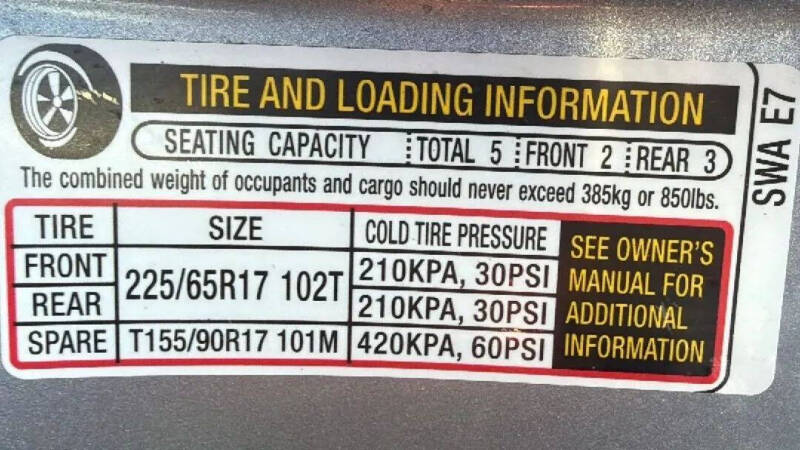 TIRE AND LOADING INFORMATION
SEATING CAPACITY TOTAL 5 FRONT 2 REAR 3
The combined weight of occupants and cargo should never exceed 385kg or 850lbs.
TIRE SIZE COLD TIRE PRESSURE
FRONT 225/65R17 102T 210KPA, 30PSI
REAR 210KPA, 30PSI
SPARE T155/90R17 101M 420KPA, 60PSI
SEE OWNER'S
MANUAL FOR
ADDITIONAL
INFORMATION
SWA E7